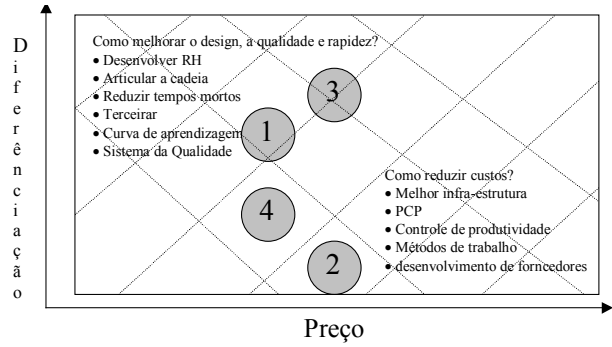 Diferênciação
Como melhorar o design, a qualidade e rapidez?
• Desenvolver RH
• Articular a cadeia
• Reduzir tempos mortos
• Terceirar
• Curva de aprendizagem
• Sistema da Qualidade
3
1
4
2
Como reduzir custos?
• Melhor infra-estrutura
• PCP
• Controle de produtividade
• Métodos de trabalho
• desenvolvimento de forncedores
Preço